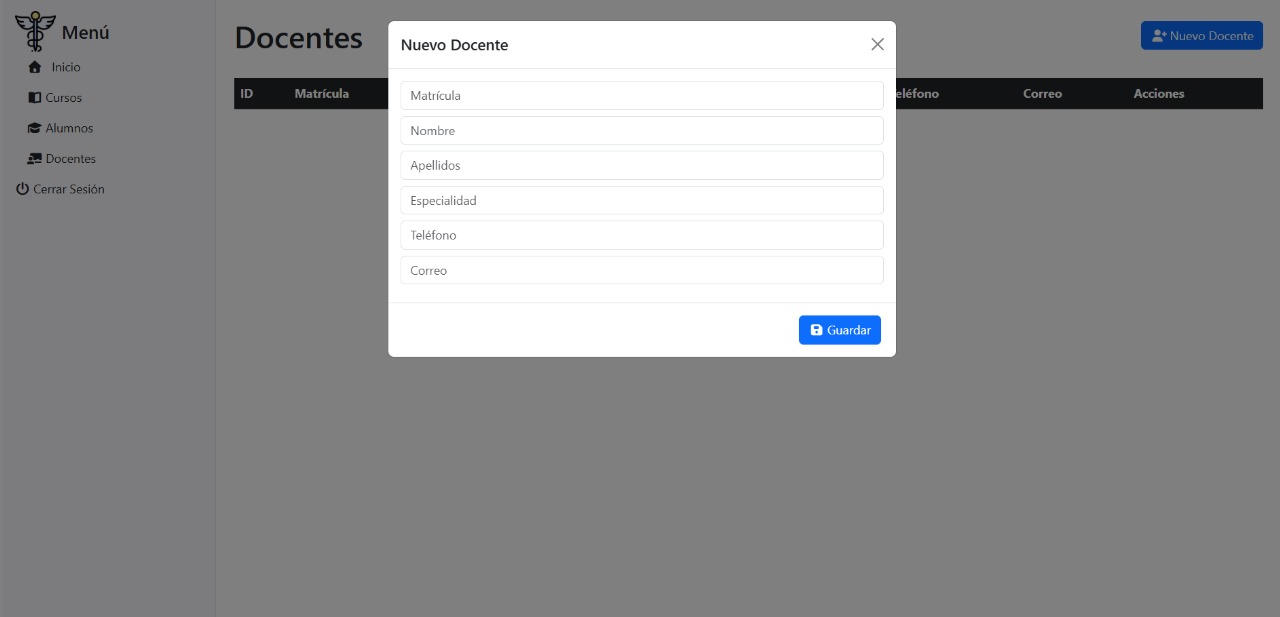 Menú
Inicio
Cursos
Alumnos
Docentes
Cerrar Sesión
Docentes
Nuevo Docente
ID Matrícula eléfono Correo Acciones
Nuevo Docente
Matrícula
Nombre
Apellidos
Especialidad
Teléfono
Correo
Guardar